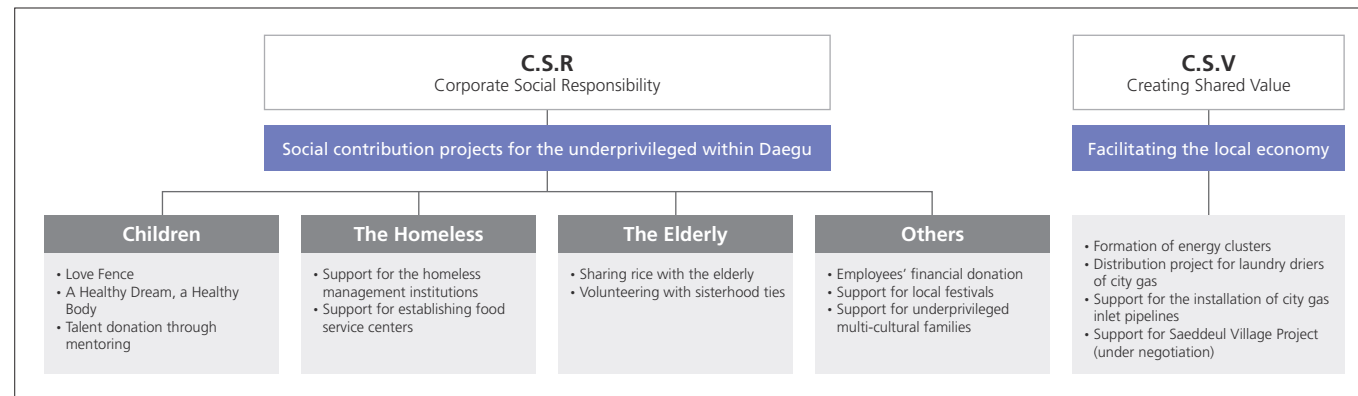 C.S.R
Corporate Social Responsibility
Social contribution projects for the underprivileged within Daegu
Children
• Love Fence
• A Healthy Dream, a Healthy
Body
• Talent donation through
mentoring
The Homeless
• Support for the homeless
management institutions
• Support for establishing food
service centers
The Elderly
• Sharing rice with the elderly
• Volunteering with sisterhood ties
Others
• Employees’ financial donation
• Support for local festivals
• Support for underprivileged
multi-cultural families
C.S.V
Creating Shared Value
Facilitating the local economy
• Formation of energy clusters
• Distribution project for laundry driers
of city gas
• Support for the installation of city gas
inlet pipelines
• Support for Saeddeul Village Project
(under negotiation)